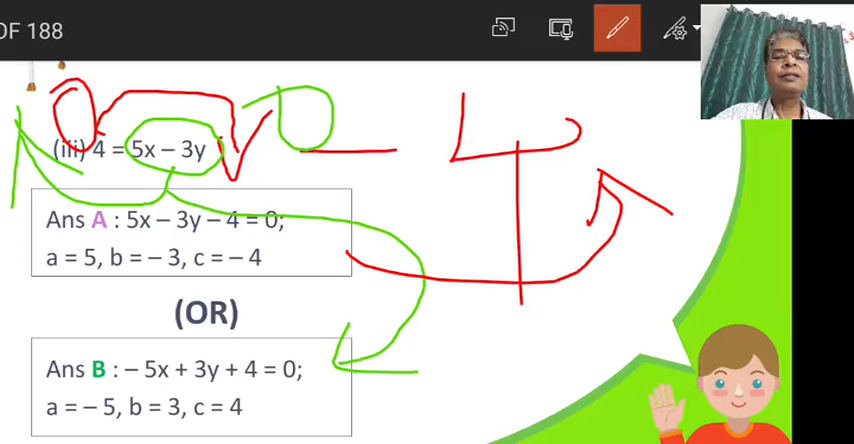 OF 188
(iii) 4 = 5x – 3y
Ans A : 5x – 3y – 4 = 0;
a = 5, b = – 3, c = – 4
(OR)
Ans B : – 5x + 3y + 4 = 0;
a = – 5, b = 3, c = 4